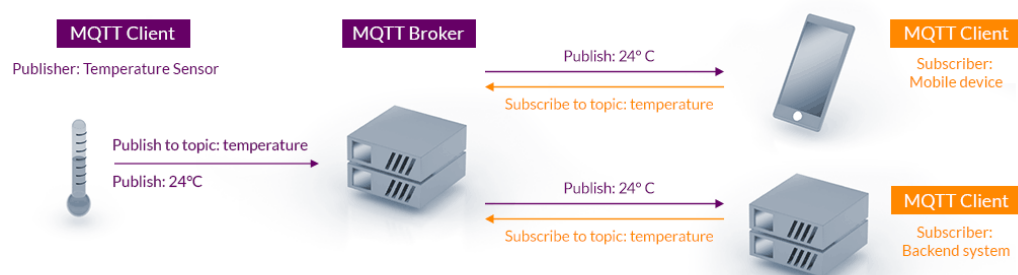 MQTT Client
Publisher: Temperature Sensor
Publish to topic: temperature
Publish: 24°C
MQTT Broker
Publish: 24° C
Subscribe to topic: temperature
MQTT Client
Subscriber:
Mobile device
Publish: 24° C
Subscribe to topic: temperature
MQTT Client
Subscriber:
Backend system